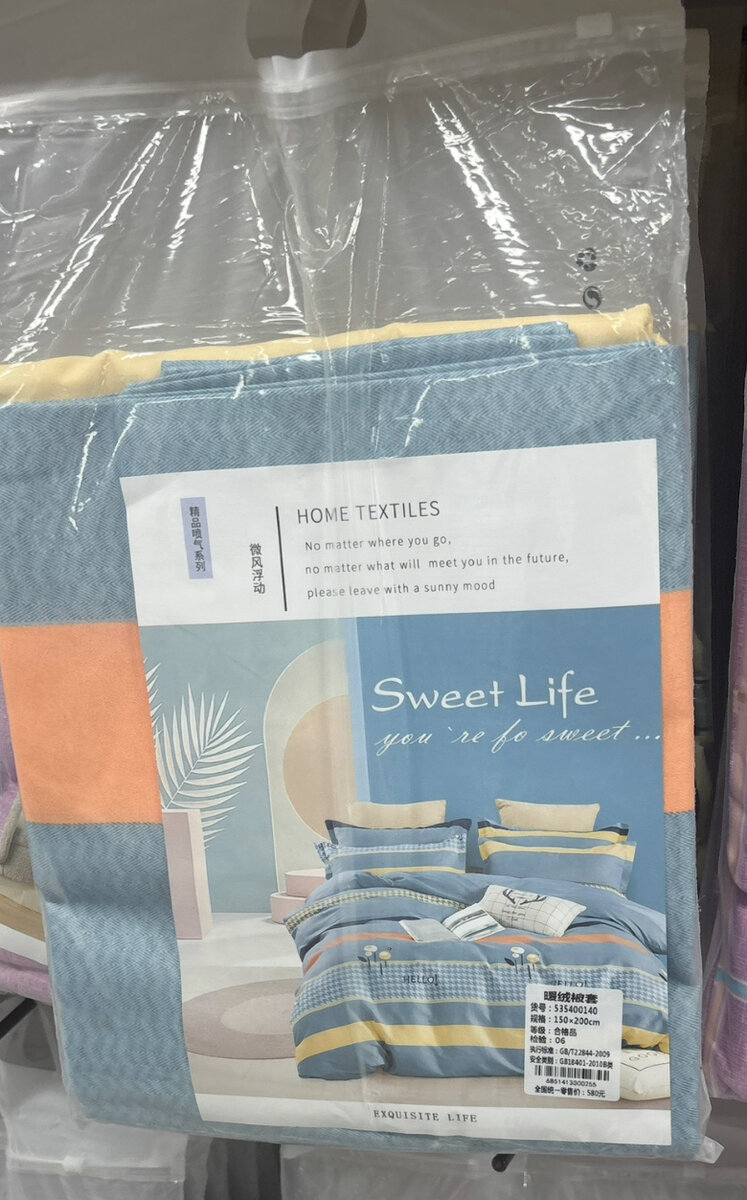 精品喷气系列
微风浮动
HOME TEXTILES
No matter where you go,
no matter what will meet you in the future,
please leave with a sunny mood
Sweet Life
you`re fo sweet...
HELLO!
HELLO!
暖绒被套
货号：535400140
规格：150×200cm
等级：合格品
检验：06
执行标准：GB/T22844-2009
安全类别：GB18401-2010B类
6851413500255
全国统一零售价：580元
EXQUISITE LIFE